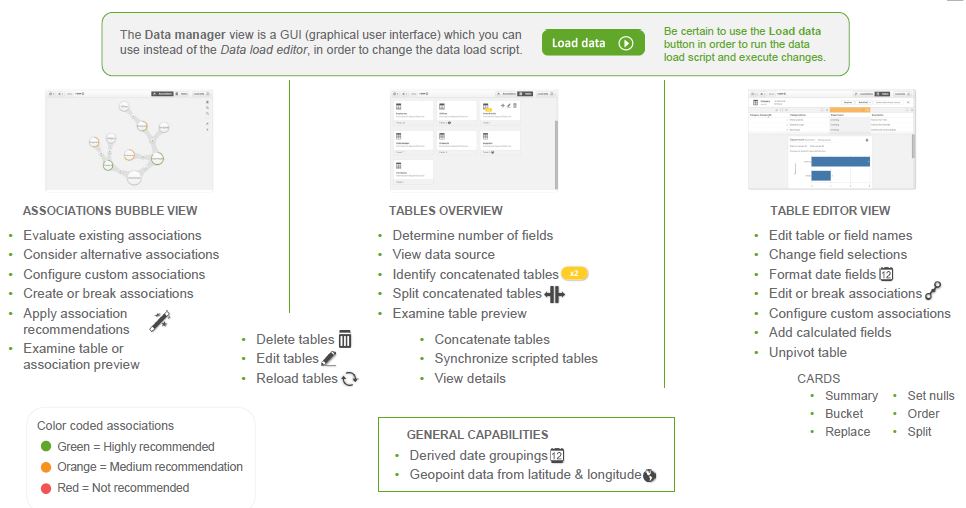 The Data manager view is a GUI (graphical user interface) which you can
use instead of the Data load editor, in order to change the data load script.
Load data
Be certain to use the Load data
button in order to run the data
load script and execute changes.
ASSOCIATIONS BUBBLE VIEW
• Evaluate existing associations
• Consider alternative associations
• Configure custom associations
• Create or break associations
• Apply association
recommendations
• Examine table or
association preview
TABLES OVERVIEW
• Determine number of fields
• View data source
• Identify concatenated tables x2
• Split concatenated tables
• Examine table preview
• Delete tables
• Edit tables
• Reload tables
• Concatenate tables
• Synchronize scripted tables
• View details
TABLE EDITOR VIEW
• Edit table or field names
• Change field selections
• Format date fields 12
• Edit or break associations
• Configure custom associations
• Add calculated fields
• Unpivot table
CARDS
• Summary
• Bucket
• Replace
• Set nulls
• Order
• Split
Color coded associations
Green = Highly recommended
Orange = Medium recommendation
Red = Not recommended
GENERAL CAPABILITIES
• Derived date groupings 12
• Geopoint data from latitude & longitude